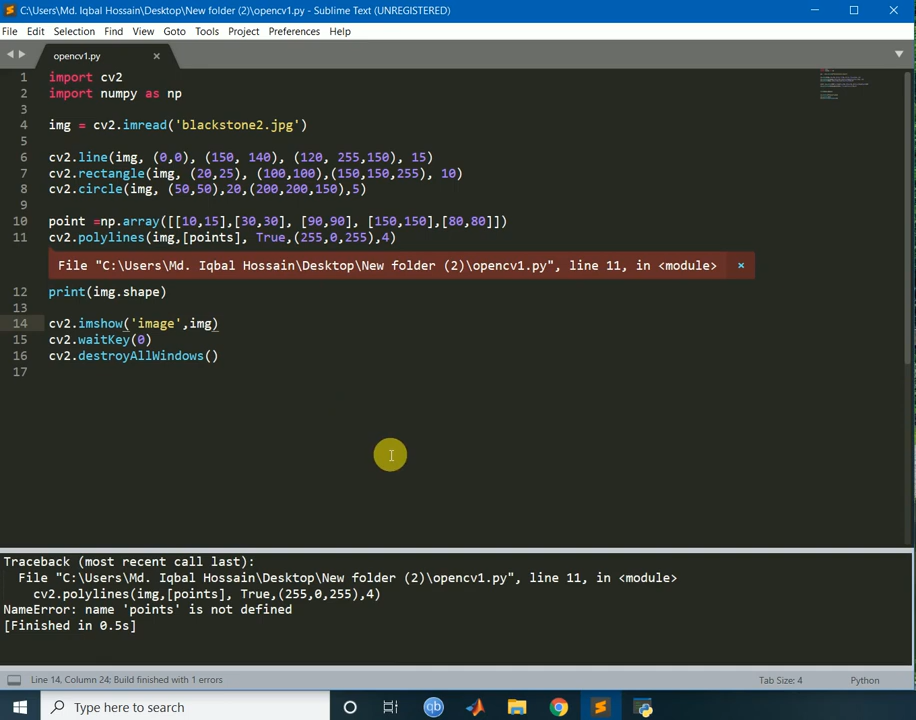 C:\Users\Md. Iqbal Hossain\Desktop\New folder (2)\opencv1.py - Sublime Text (UNREGISTERED)
File Edit Selection Find View Goto Tools Project Preferences Help
opencv1.py
1 import cv2
2 import numpy as np
3
4 img = cv2.imread('blackstone2.jpg')
5
6 cv2.line(img, (0,0), (150, 140), (120, 255,150), 15)
7 cv2.rectangle(img, (20,25), (100,100),(150,150,255), 10)
8 cv2.circle(img, (50,50),20,(200,200,150),5)
9
10 point =np.array([[10,15],[30,30], [90,90], [150,150],[80,80]])
11 cv2.polylines(img,[points], True,(255,0,255),4)
File "C:\Users\Md. Iqbal Hossain\Desktop\New folder (2)\opencv1.py", line 11, in <module> ×
12 print(img.shape)
13
14 cv2.imshow('image',img)
15 cv2.waitKey(0)
16 cv2.destroyAllWindows()
17
Traceback (most recent call last):
File "C:\Users\Md. Iqbal Hossain\Desktop\New folder (2)\opencv1.py", line 11, in <module>
cv2.polylines(img,[points], True,(255,0,255),4)
NameError: name 'points' is not defined
[Finished in 0.5s]
Line 14, Column 24; Build finished with 1 errors Tab Size: 4 Python
Type here to search qb